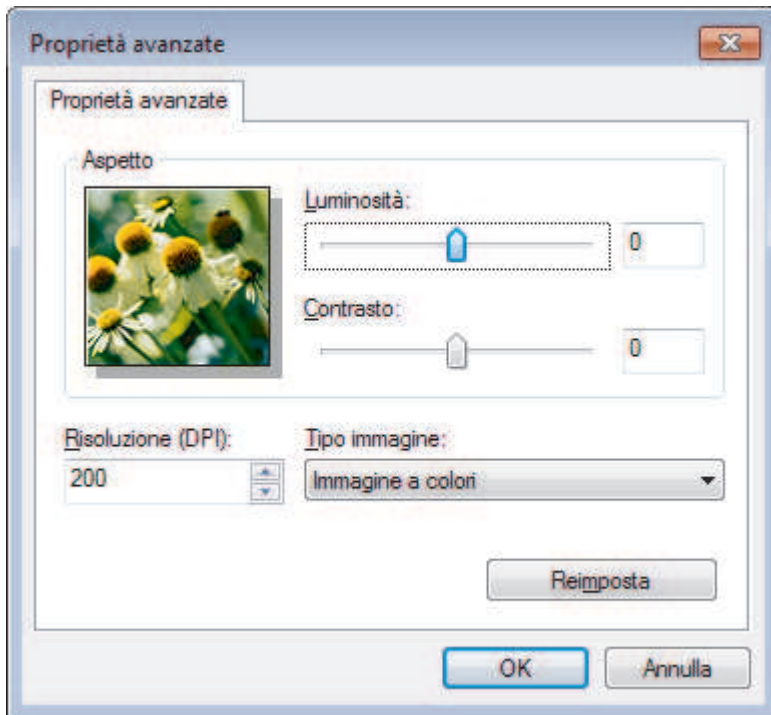 Proprietà avanzate
Proprietà avanzate
Aspetto
Luminosità:
0
Contrasto:
0
Risoluzione (DPI):
Tipo immagine:
200
Immagine a colori
Reimposta
OK
Annulla